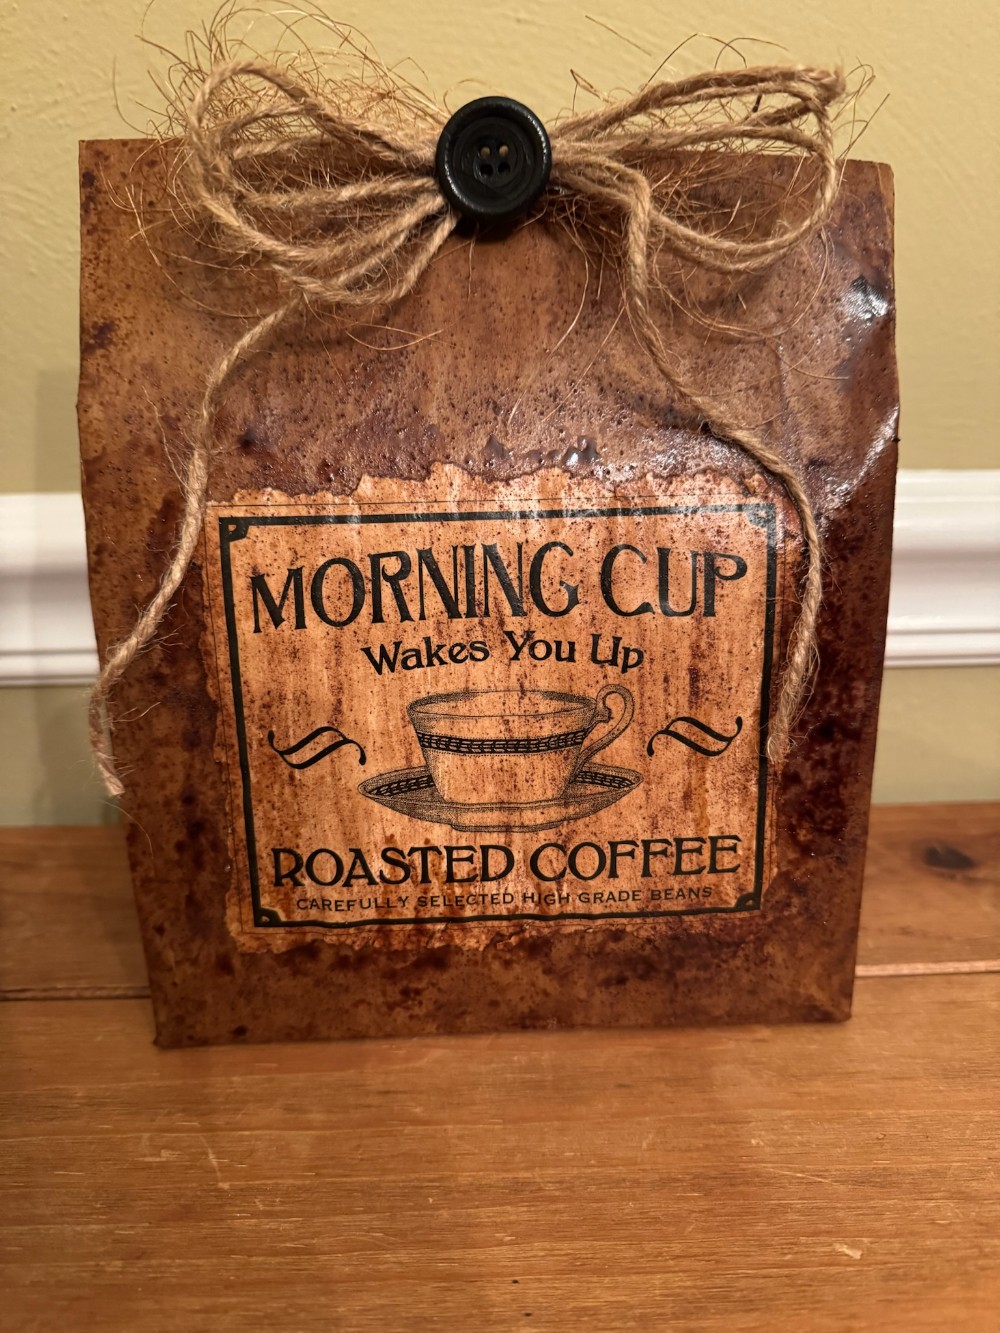 MORNING CUP
Wakes You Up
ROASTED COFFEE
CAREFULLY SELECTED HIGH GRADE BEANS